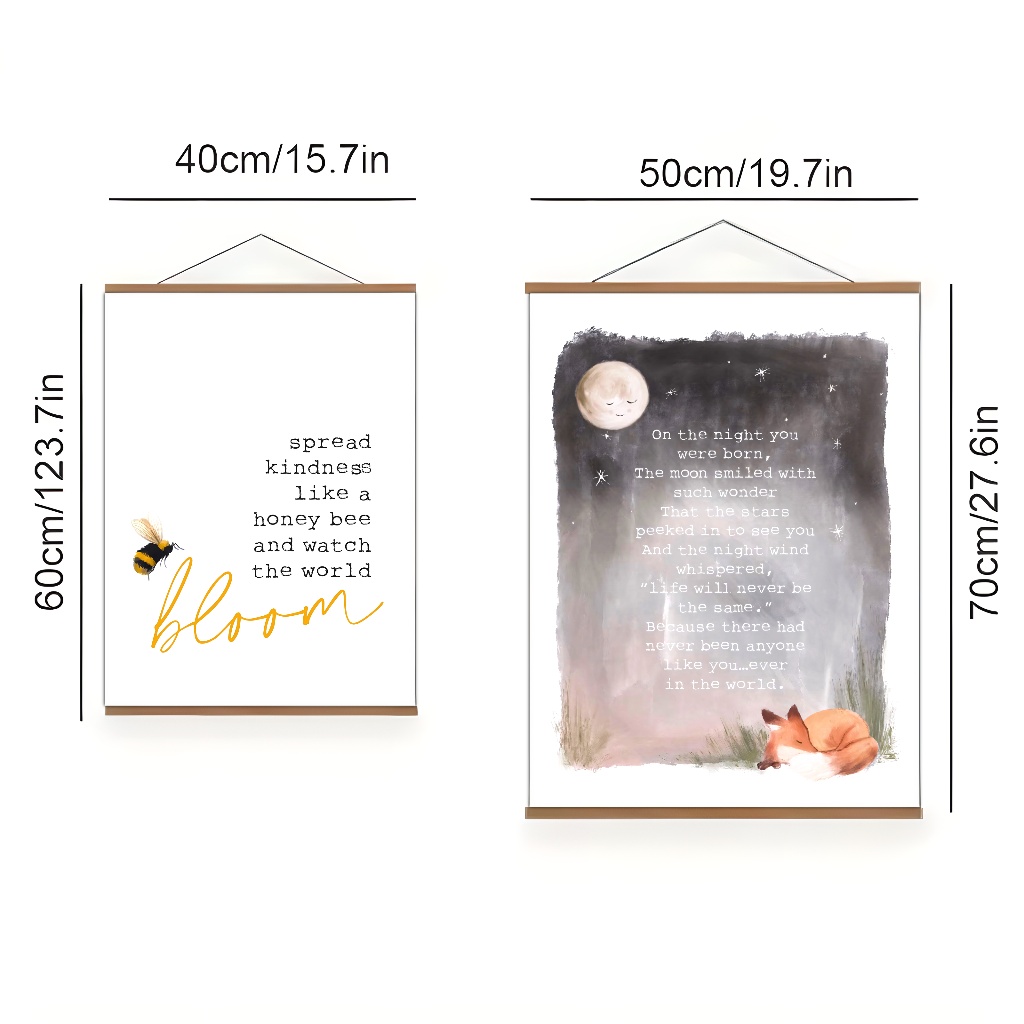 40cm/15.7in
60cm/123.7in
spread
kindness
like a
honey bee
and watch
the world
bloom
50cm/19.7in
70cm/27.6in
On the night you
were born,
The moon smiled with
such wonder
That the stars
peeked in to see you
And the night wind
whispered,
“life will never be
the same.”
Because there had
never been anyone
like you…ever
in the world.